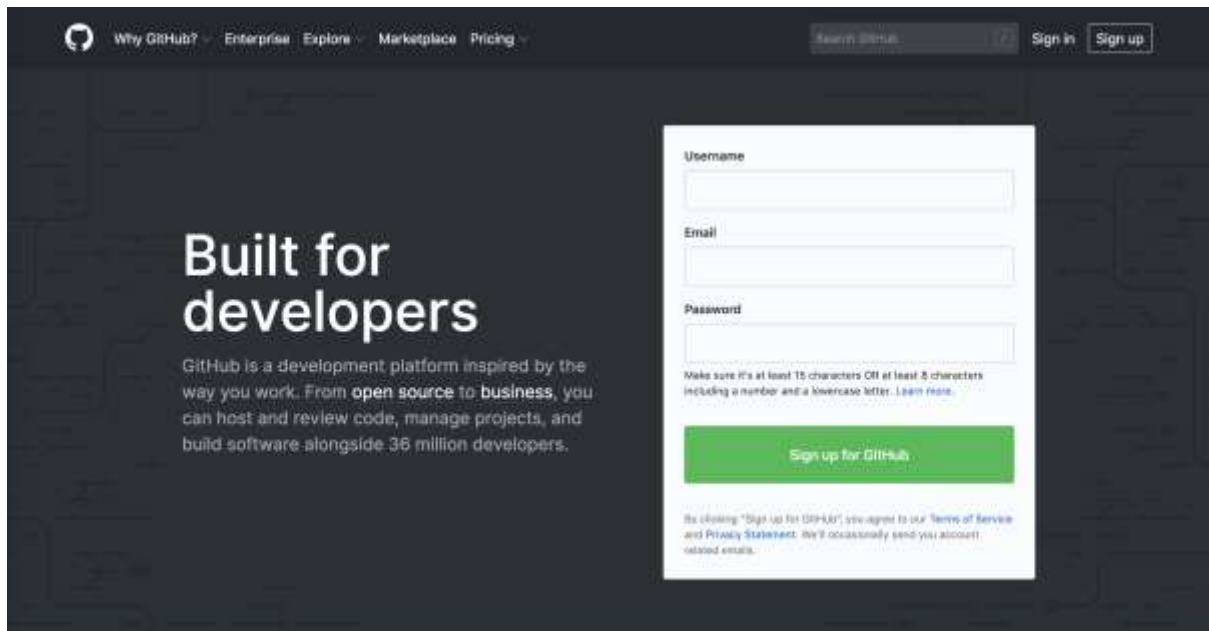 Why GitHub? Enterprise Explore Marketplace Pricing
Search GitHub
Sign in Sign up
Built for
developers
GitHub is a development platform inspired by the
way you work. From open source to business, you
can host and review code, manage projects, and
build software alongside 36 million developers.
Username
Email
Password
Make sure it's at least 15 characters OR at least 8 characters
including a number and a lowercase letter. Learn more.
Sign up for GitHub
By clicking "Sign up for GitHub", you agree to our Terms of Service
and Privacy Statement. We'll occasionally send you account
related emails.